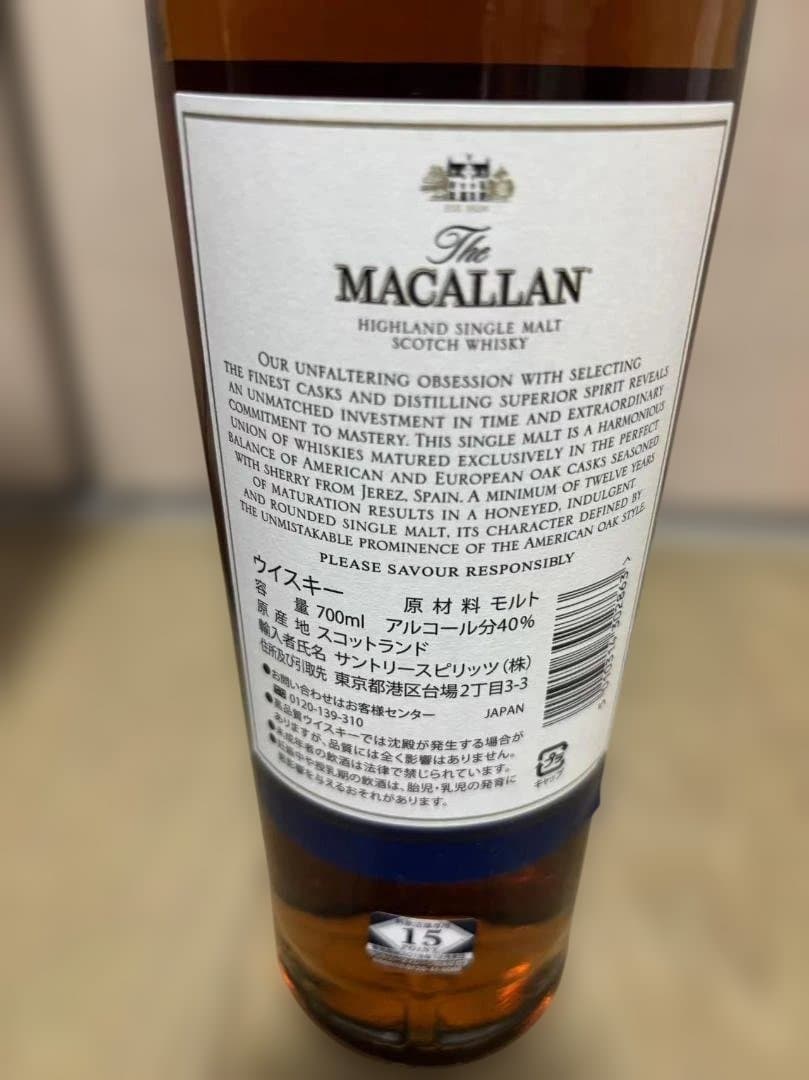 The
MACALLAN
HIGHLAND SINGLE MALT
SCOTCH WHISKY
OUR UNFALTERING OBSESSION WITH SELECTING
THE FINEST CASKS AND DISTILLING SUPERIOR SPIRIT REVEALS
AN UNMATCHED INVESTMENT IN TIME AND EXTRAORDINARY
COMMITMENT TO MASTERY. THIS SINGLE MALT IS A HARMONIOUS
UNION OF WHISKIES MATURED EXCLUSIVELY IN THE PERFECT
BALANCE OF AMERICAN AND EUROPEAN OAK CASKS SEASONED
WITH SHERRY FROM JEREZ, SPAIN. A MINIMUM OF TWELVE YEARS
OF MATURATION RESULTS IN A HONEYED, INDULGENT
AND ROUNDED SINGLE MALT, ITS CHARACTER DEFINED BY
THE UNMISTAKABLE PROMINENCE OF THE AMERICAN OAK STYLE.
PLEASE SAVOUR RESPONSIBLY
ウイスキー 原材料 モルト
容量 700ml アルコール分40%
原産地 スコットランド
輸入者氏名 サントリースピリッツ(株)
住所及び引取先 東京都港区台場2丁目3-3
●お問い合わせはお客様センター JAPAN
0120-139-310
●高品質ウイスキーでは沈殿が発生する場合が
ありますが、品質には全く影響はありません。
●未成年者の飲酒は法律で禁じられています。
●妊娠中や授乳期の飲酒は、胎児・乳児の発育に
悪影響を与えるおそれがあります。
キャップ
15
POINT